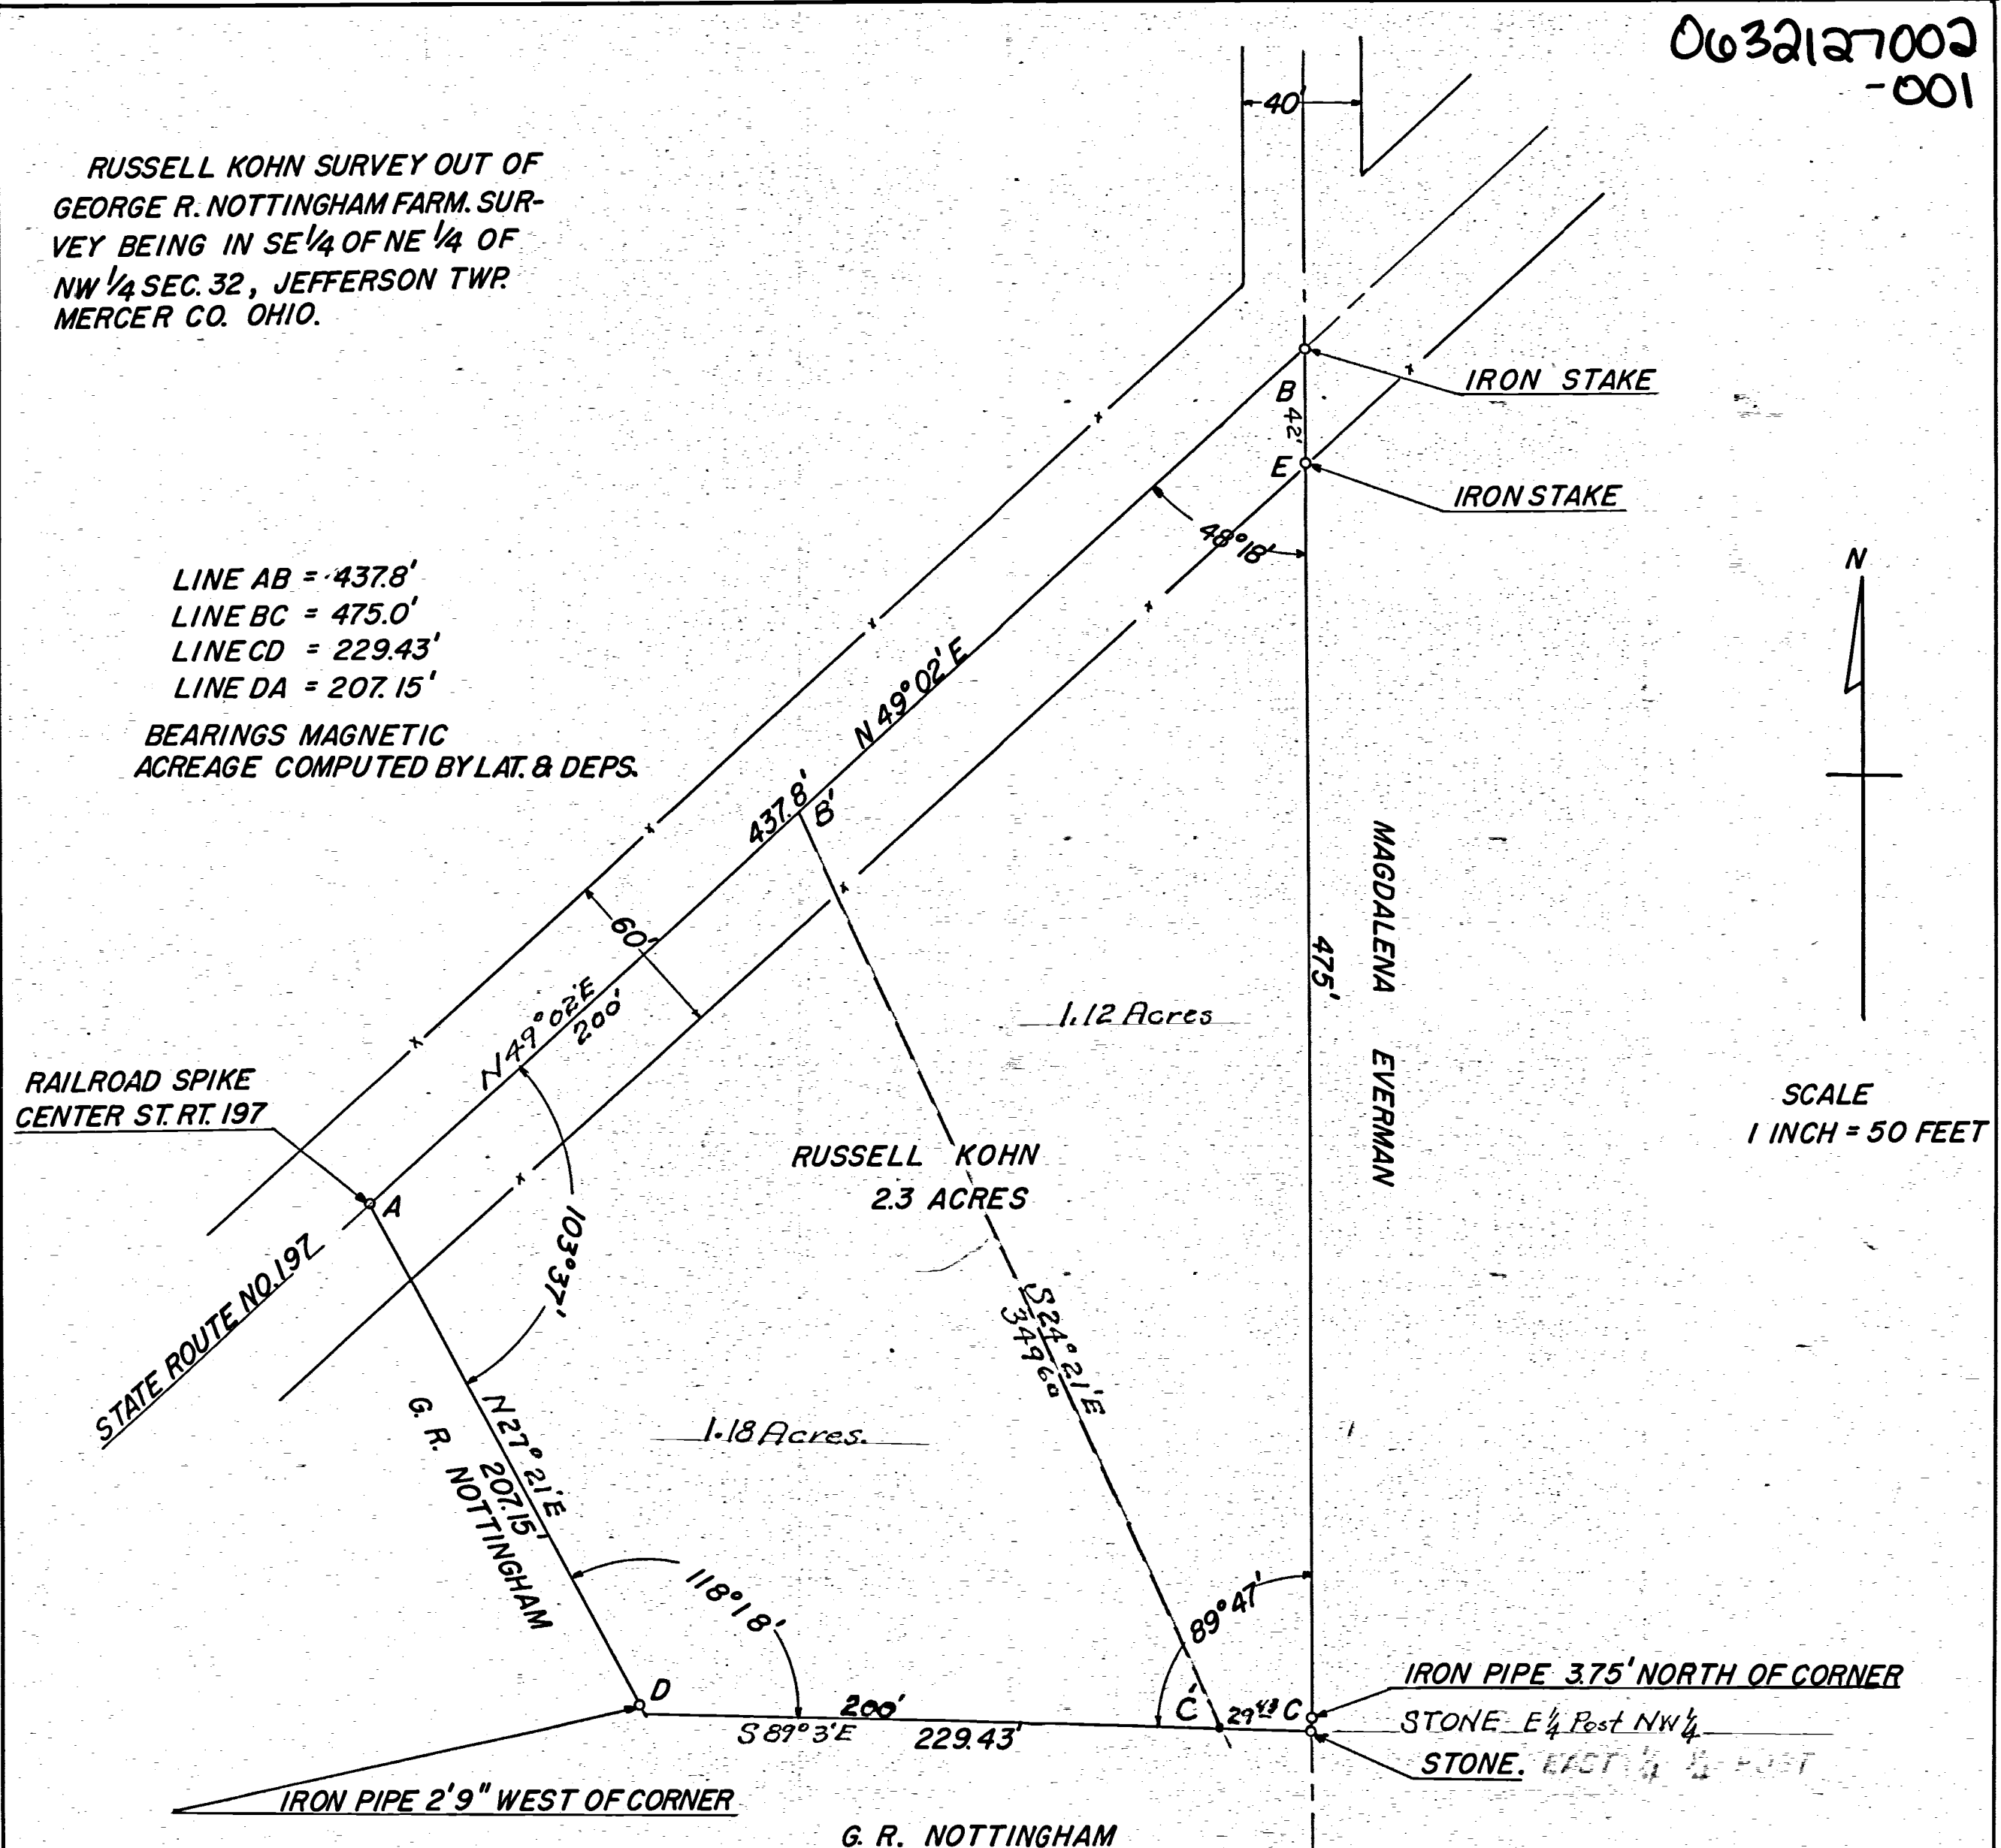 0632127002
-001
40'
RUSSELL KOHN SURVEY OUT OF
GEORGE R. NOTTINGHAM FARM. SUR-
VEY BEING IN SE 1/4 OF NE 1/4 OF
NW 1/4 SEC. 32, JEFFERSON TWP.
MERCER CO. OHIO.
IRON STAKE
B
42'
E
IRON STAKE
48°18'
N
LINE AB = 437.8'
LINE BC = 475.0'
LINE CD = 229.43'
LINE DA = 207.15'
BEARINGS MAGNETIC
ACREAGE COMPUTED BY LAT. & DEPS.
N 49°02' E
437.8'
B'
60'
MAGDALENA EVERMAN
475'
N 49°02' E
200'
1.12 Acres
RAILROAD SPIKE
CENTER ST. RT. 197
SCALE
1 INCH = 50 FEET
A
RUSSELL KOHN
2.3 ACRES
103°37'
STATE ROUTE NO. 197
S 24° 21' E
349.60
N 27° 21' E
207.15'
G. R. NOTTINGHAM
1.18 Acres.
118°18'
89°47'
D
200'
S 89° 3' E
229.43'
C'
29.43
C
IRON PIPE 3.75' NORTH OF CORNER
STONE E 1/4 Post NW 1/4
STONE. EAST POST
IRON PIPE 2'9" WEST OF CORNER
G. R. NOTTINGHAM